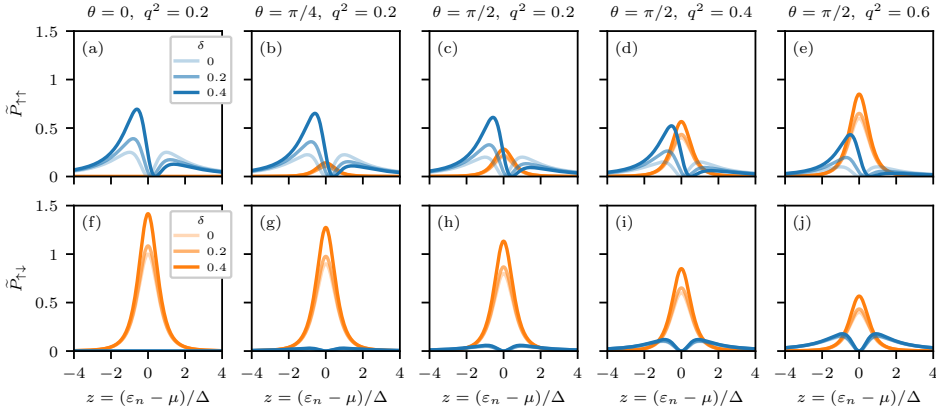 θ = 0, q² = 0.2
θ = π/4, q² = 0.2
θ = π/2, q² = 0.2
θ = π/2, q² = 0.4
θ = π/2, q² = 0.6
1.5
1
0.5
0
P̃↑↑
(a)
δ
0
0.2
0.4
(b)
(c)
(d)
(e)
1.5
1
0.5
0
P̃↑↓
(f)
δ
0
0.2
0.4
(g)
(h)
(i)
(j)
−4 −2 0 2 4
−4 −2 0 2 4
−4 −2 0 2 4
−4 −2 0 2 4
−4 −2 0 2 4
z = (εₙ − μ)/Δ
z = (εₙ − μ)/Δ
z = (εₙ − μ)/Δ
z = (εₙ − μ)/Δ
z = (εₙ − μ)/Δ